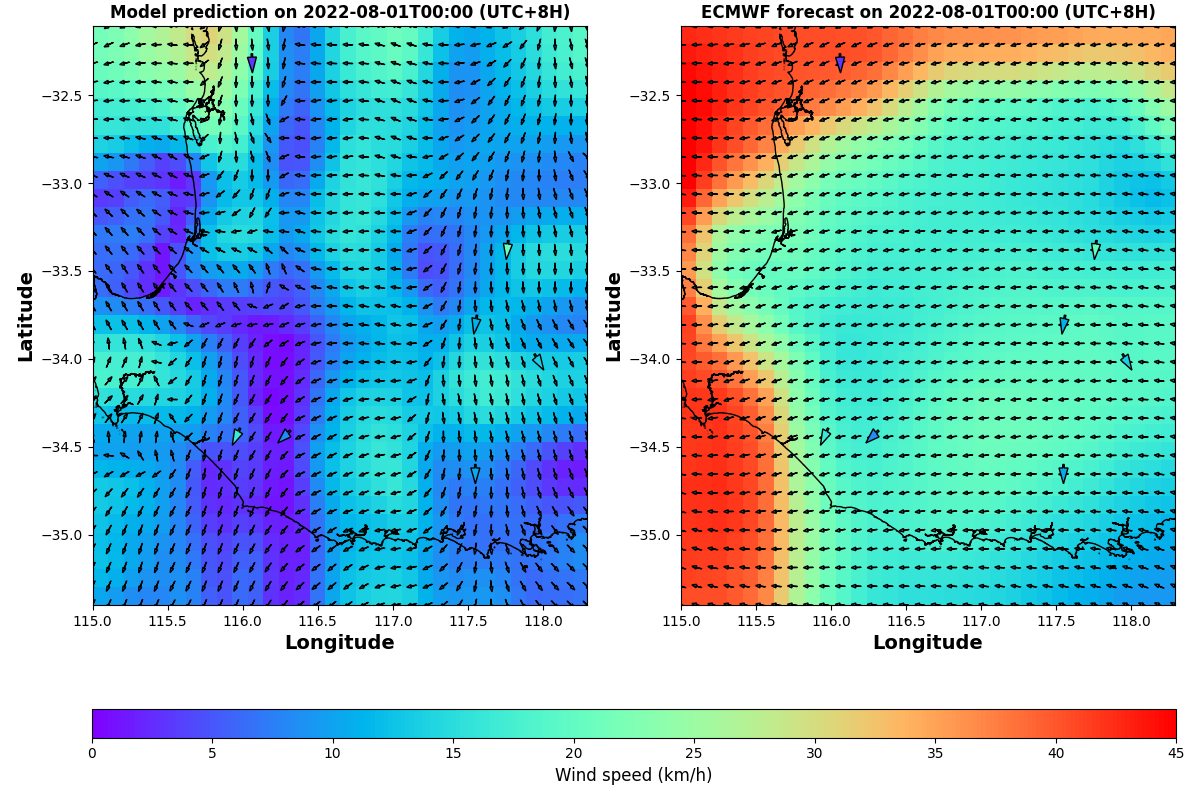 Model prediction on 2022-08-01T00:00 (UTC+8H)
ECMWF forecast on 2022-08-01T00:00 (UTC+8H)
Latitude
−32.5
−33.0
−33.5
−34.0
−34.5
−35.0
115.0 115.5 116.0 116.5 117.0 117.5 118.0
Longitude
Latitude
−32.5
−33.0
−33.5
−34.0
−34.5
−35.0
115.0 115.5 116.0 116.5 117.0 117.5 118.0
Longitude
0 5 10 15 20 25 30 35 40 45
Wind speed (km/h)